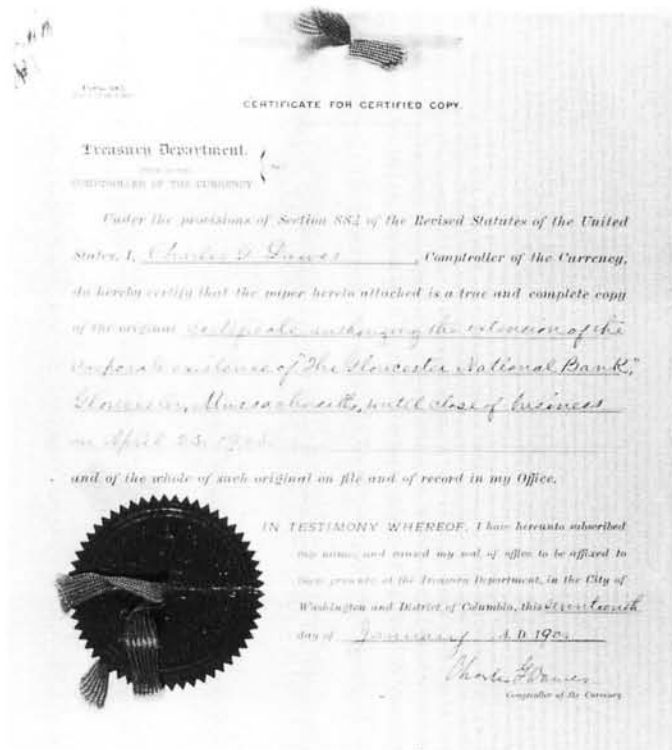 CERTIFICATE FOR CERTIFIED COPY.
Treasury Department.
COMPTROLLER OF THE CURRENCY
Under the provisions of Section 884 of the Revised Statutes of the United
States, I, Charles G Dawes, Comptroller of the Currency,
do hereby certify that the paper hereto attached is a true and complete copy
of the original certificate authorizing the extension of the
corporate existence of "The Gloucester National Bank,"
Gloucester, Massachusetts, until close of business
on April 25,
and of the whole of such original on file and of record in my Office.
IN TESTIMONY WHEREOF, I have hereunto subscribed
my name, and caused my seal of office to be affixed to
these presents at the Treasury Department, in the City of
Washington and District of Columbia, this seventeenth
day of January A. D. 190
Charles G Dawes
Comptroller of the Currency